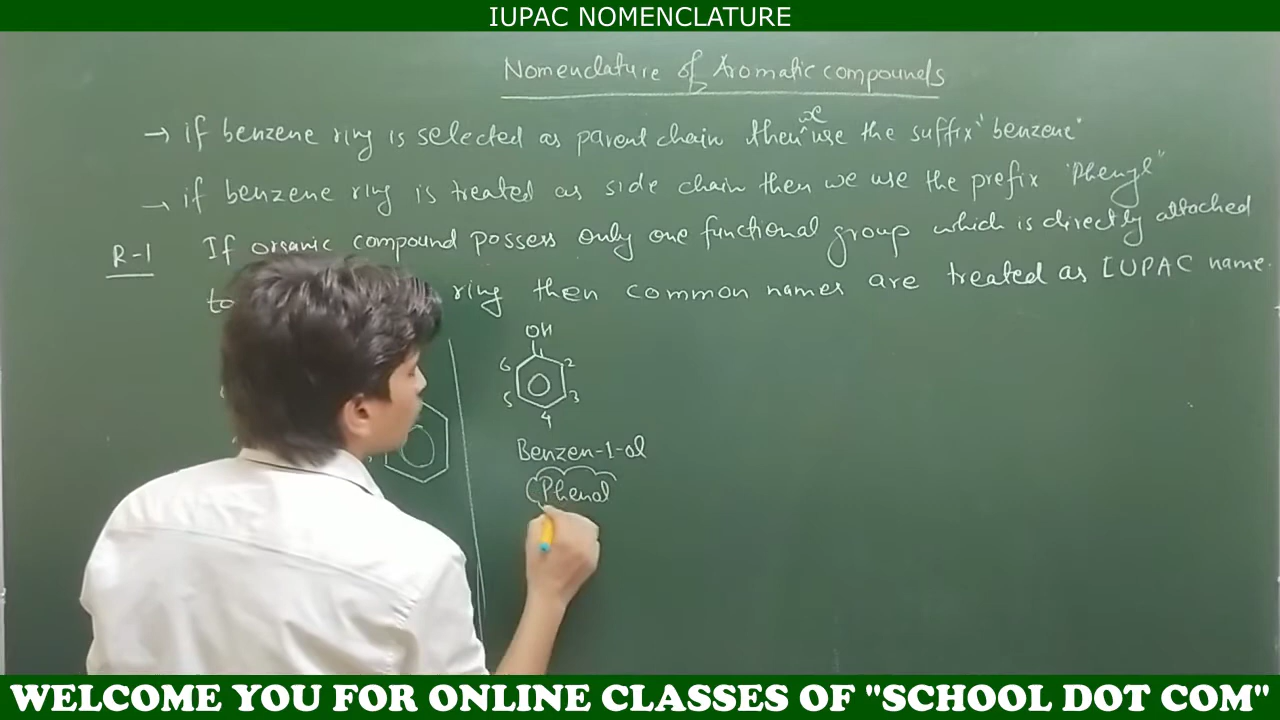 IUPAC NOMENCLATURE
Nomenclature of Aromatic compounds
→ if benzene ring is selected as parent chain then ^we use the suffix "benzene"
→ if benzene ring is treated as side chain then we use the prefix "Phenyl"
R-1 If organic compound possess only one functional group which is directly attached
to ring then common names are treated as IUPAC name.
OH
6 2
5 3
4
Benzen-1-ol
(Phenol
WELCOME YOU FOR ONLINE CLASSES OF "SCHOOL DOT COM"